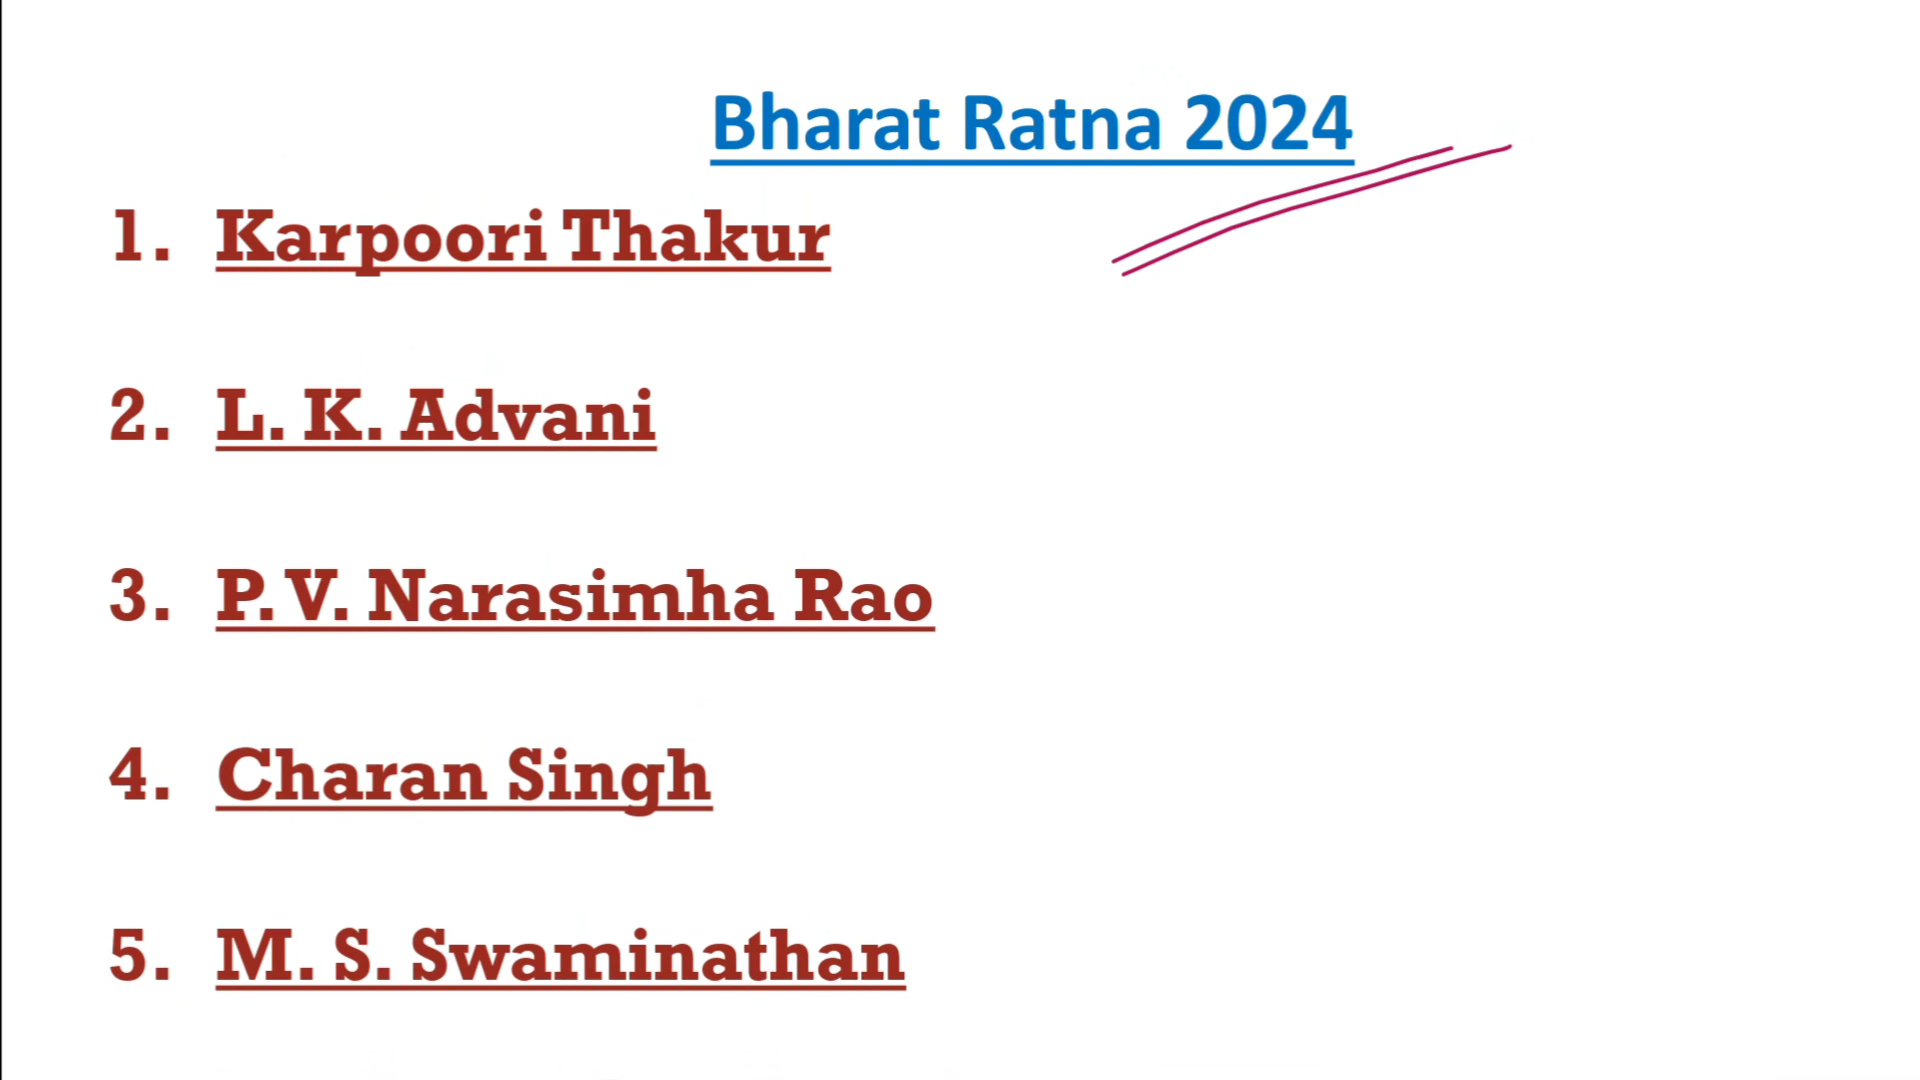 Bharat Ratna 2024
1. Karpoori Thakur
2. L. K. Advani
3. P. V. Narasimha Rao
4. Charan Singh
5. M. S. Swaminathan